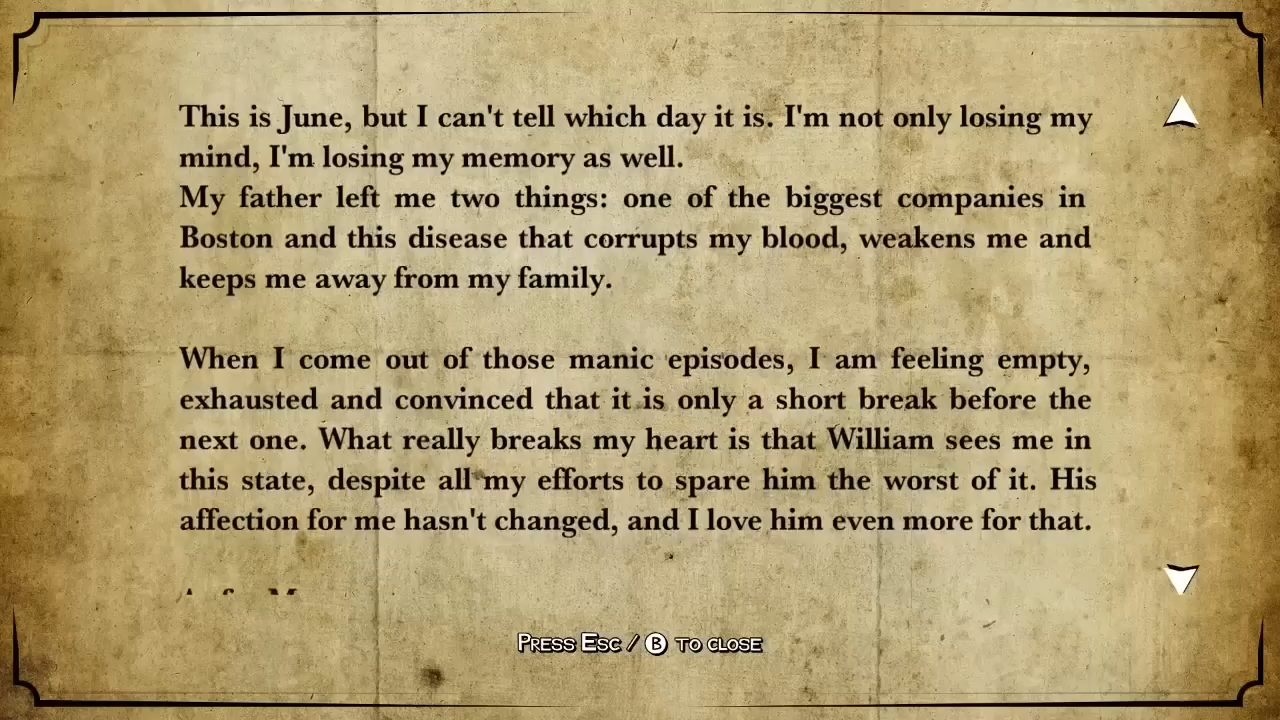 This is June, but I can't tell which day it is. I'm not only losing my
mind, I'm losing my memory as well.
My father left me two things: one of the biggest companies in
Boston and this disease that corrupts my blood, weakens me and
keeps me away from my family.
When I come out of those manic episodes, I am feeling empty,
exhausted and convinced that it is only a short break before the
next one. What really breaks my heart is that William sees me in
this state, despite all my efforts to spare him the worst of it. His
affection for me hasn't changed, and I love him even more for that.
PRESS ESC / B TO CLOSE